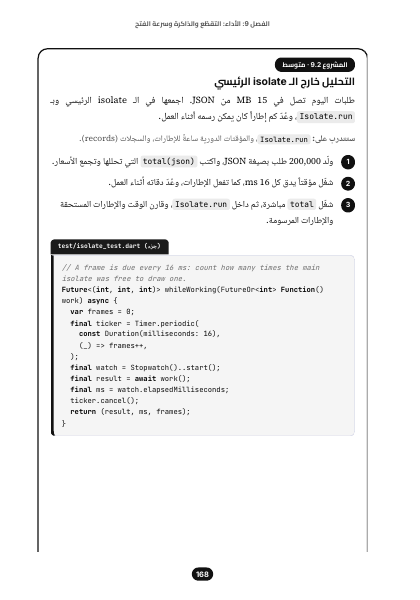 الفصل 9: الأداء: التقطّع والذاكرة وسرعة الفتح
المشروع 9.2 · متوسط
التحليل خارج الـ isolate الرئيسي
طلبات اليوم تصل في 15 MB من JSON. اجمعها في الـ isolate الرئيسي وبـ
Isolate.run، وعُدّ كم إطارًا كان يمكن رسمه أثناء العمل.
ستتدرب على: Isolate.run، والمؤقتات الدورية ساعةً للإطارات، والسجلات (records).
1 ولّد 200,000 طلب بصيغة JSON، واكتب total(json) التي تحللها وتجمع الأسعار.
2 شغّل مؤقتًا يدق كل 16 ms، كما تفعل الإطارات، وعُدّ دقاته أثناء العمل.
3 شغّل total مباشرة، ثم داخل Isolate.run، وقارن الوقت والإطارات المستحقة
والإطارات المرسومة.
test/isolate_test.dart (جزء)
// A frame is due every 16 ms: count how many times the main
isolate was free to draw one.
Future<(int, int, int)> whileWorking(FutureOr<int> Function()
work) async {
var frames = 0;
final ticker = Timer.periodic(
const Duration(milliseconds: 16),
(_) => frames++,
);
final watch = Stopwatch()..start();
final result = await work();
final ms = watch.elapsedMilliseconds;
ticker.cancel();
return (result, ms, frames);
}
168